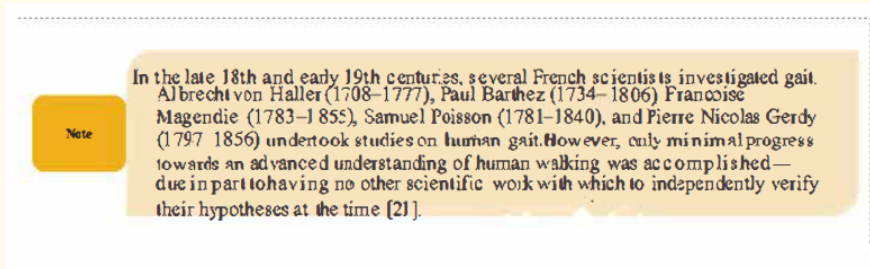 In the late 18th and early 19th centuries, several French scientists investigated gait.
Albrecht von Haller (1708–1777), Paul Barthez (1734–1806) Francoise
Magendie (1783–1855), Samuel Poisson (1781–1840), and Pierre Nicolas Gerdy
Note
(1797 1856) undertook studies on human gait.However, only minimal progress
towards an advanced understanding of human walking was accomplished—
due in part to having no other scientific work with which to independently verify
their hypotheses at the time [21].